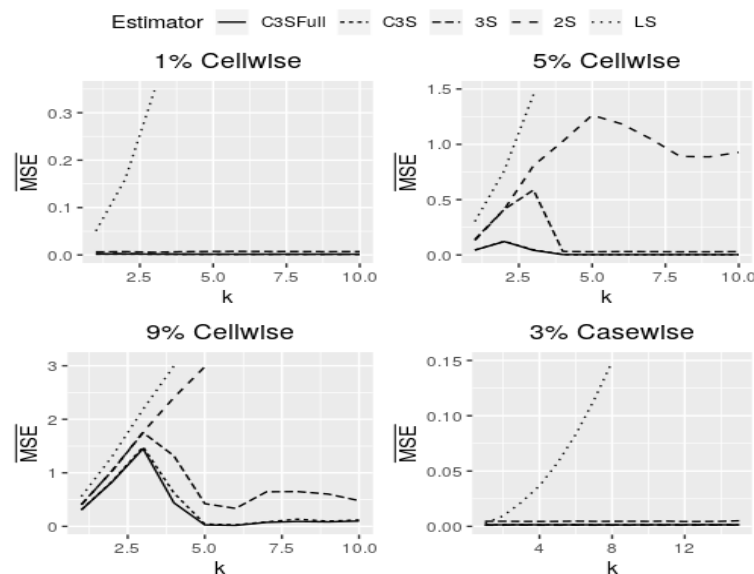 Estimator C3SFull C3S 3S 2S LS
1% Cellwise
0.3
0.2
0.1
0.0
MSE
2.5 5.0 7.5 10.0
k
5% Cellwise
1.5
1.0
0.5
0.0
MSE
2.5 5.0 7.5 10.0
k
9% Cellwise
3
2
1
0
MSE
2.5 5.0 7.5 10.0
k
3% Casewise
0.15
0.10
0.05
0.00
MSE
4 8 12
k